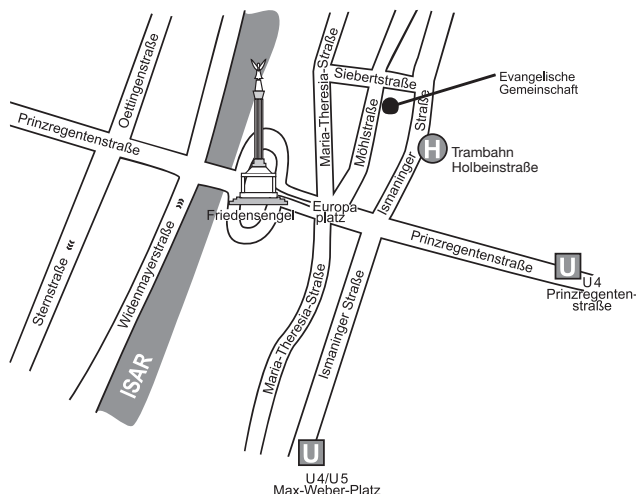 Oettingenstraße
Maria-Theresia-Straße
Siebertstraße
Evangelische
Gemeinschaft
Möhlstraße
Ismaninger
Straße
Prinzregentenstraße
H
Trambahn
Holbeinstraße
Europa
platz
Friedensengel
Prinzregentenstraße
U
U4
Prinzregenten-
straße
Sternstraße
Widenmayerstraße
ISAR
Maria-Theresia-Straße
Ismaninger Straße
U
U4/U5
Max-Weber-Platz